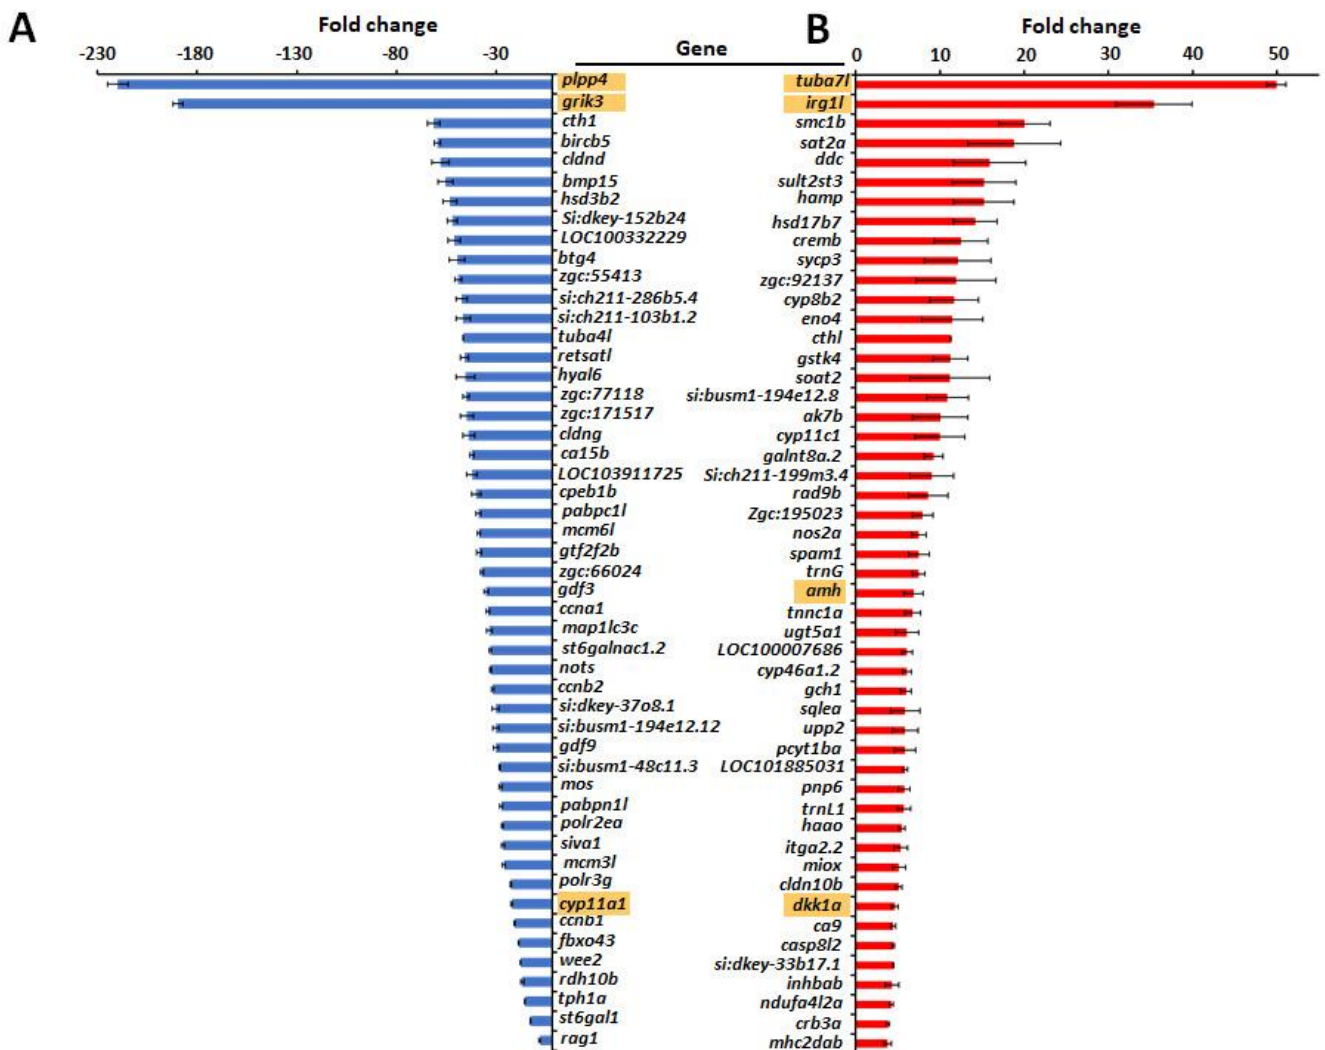 A
Fold change
-230 -180 -130 -80 -30
Gene
B
Fold change
0 10 20 30 40 50
plpp4
grik3
cth1
bircb5
cldnd
bmp15
hsd3b2
Si:dkey-152b24
LOC100332229
btg4
zgc:55413
si:ch211-286b5.4
si:ch211-103b1.2
tuba4l
retsatl
hyal6
zgc:77118
zgc:171517
cldng
ca15b
LOC103911725
cpeb1b
pabpc1l
mcm6l
gtf2f2b
zgc:66024
gdf3
ccna1
map1lc3c
st6galnac1.2
nots
ccnb2
si:dkey-37o8.1
si:busm1-194e12.12
gdf9
si:busm1-48c11.3
mos
pabpn1l
polr2ea
siva1
mcm3l
polr3g
cyp11a1
ccnb1
fbxo43
wee2
rdh10b
tph1a
st6gal1
rag1
tuba7l
irg1l
smc1b
sat2a
ddc
sult2st3
hamp
hsd17b7
cremb
sycp3
zgc:92137
cyp8b2
eno4
cthl
gstk4
soat2
si:busm1-194e12.8
ak7b
cyp11c1
galnt8a.2
Si:ch211-199m3.4
rad9b
Zgc:195023
nos2a
spam1
trnG
amh
tnnc1a
ugt5a1
LOC100007686
cyp46a1.2
gch1
sqlea
upp2
pcyt1ba
LOC101885031
pnp6
trnL1
haao
itga2.2
miox
cldn10b
dkk1a
ca9
casp8l2
si:dkey-33b17.1
inhbab
ndufa4l2a
crb3a
mhc2dab